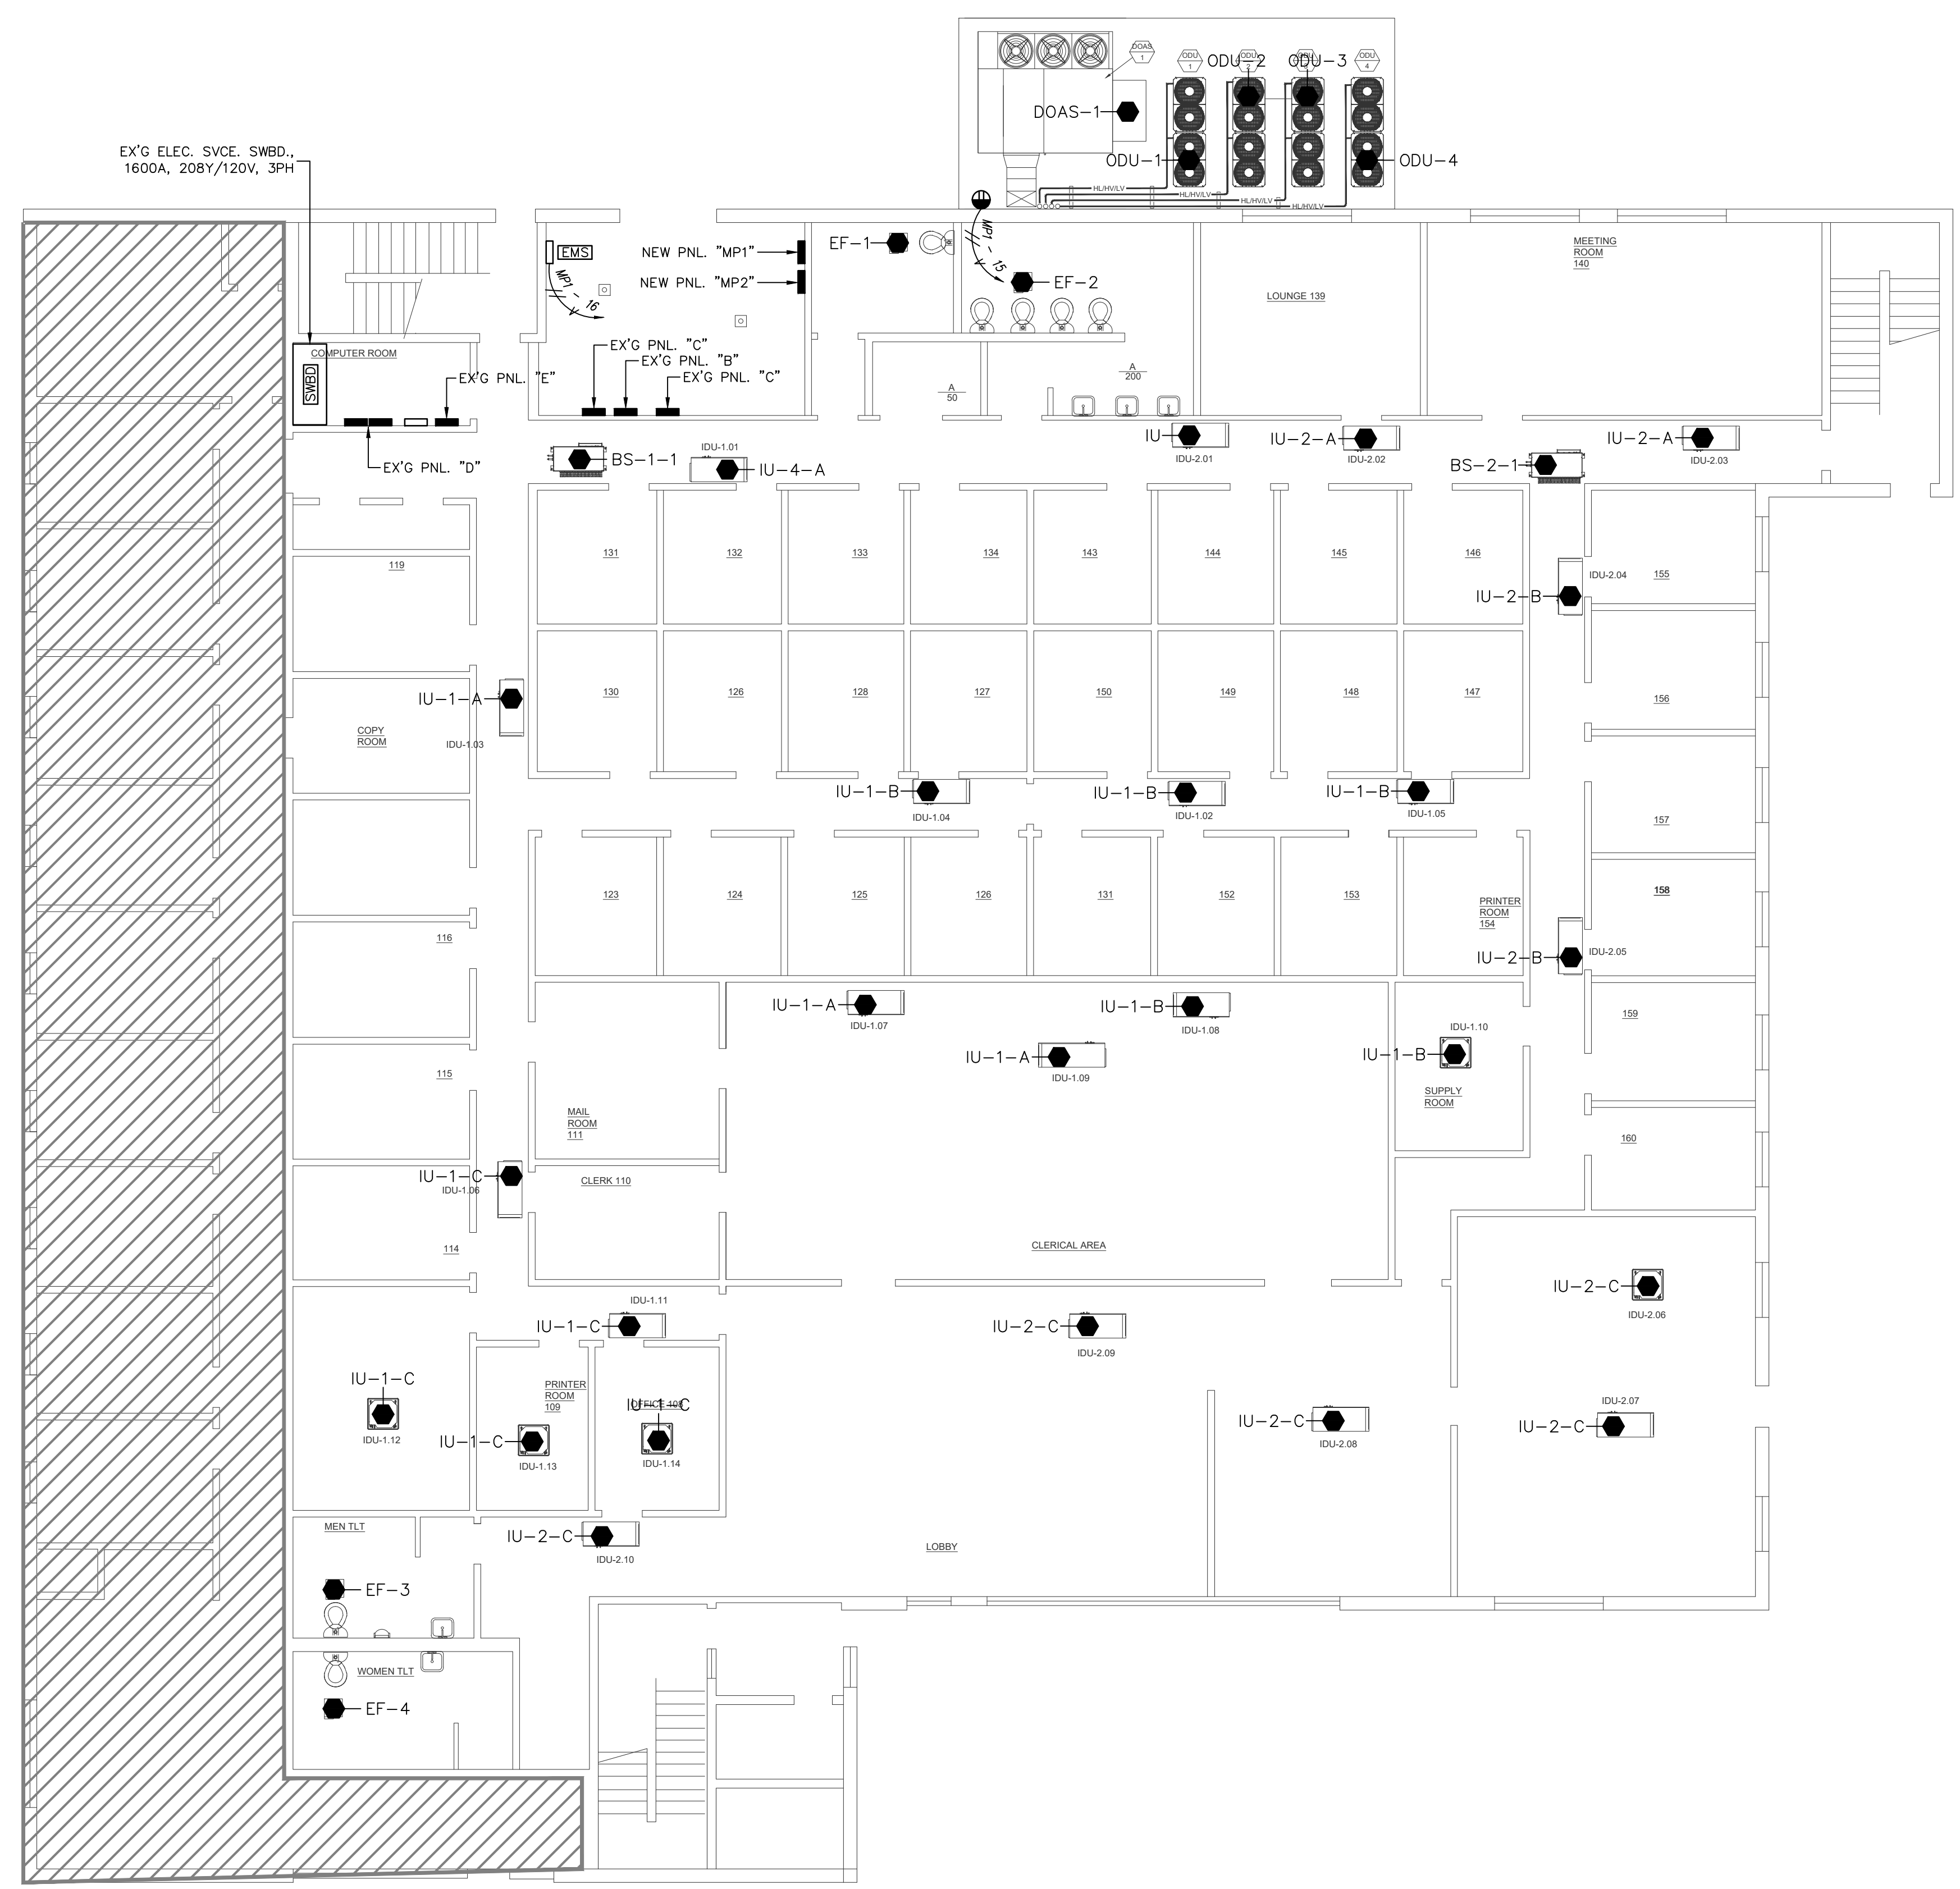 DOAS
1
ODU
1
ODU-2
2
ODU-3
ODU
4
DOAS-1
ODU-1
ODU-4
HL/HV/LV
HL/HV/LV
HL/HV/LV
HL/HV/LV
EX'G ELEC. SVCE. SWBD.,
1600A, 208Y/120V, 3PH
EMS
MP1 - 16
NEW PNL. "MP1"
NEW PNL. "MP2"
EF-1
MP1 - 15
EF-2
LOUNGE 139
MEETING
ROOM
140
COMPUTER ROOM
SWBD
EX'G PNL. "E"
EX'G PNL. "C"
EX'G PNL. "B"
EX'G PNL. "C"
A
50
A
200
EX'G PNL. "D"
BS-1-1
IDU-1.01
IU-4-A
IU
IDU-2.01
IU-2-A
IDU-2.02
IU-2-A
IDU-2.03
BS-2-1
119
131
132
133
134
143
144
145
146
IU-2-B
IDU-2.04
155
IU-1-A
IDU-1.03
COPY
ROOM
130
126
128
127
150
149
148
147
156
IU-1-B
IDU-1.04
IU-1-B
IDU-1.02
IU-1-B
IDU-1.05
157
116
123
124
125
126
131
152
153
PRINTER
ROOM
154
158
IU-2-B
IDU-2.05
IU-1-A
IDU-1.07
IU-1-B
IDU-1.08
IU-1-A
IDU-1.09
IDU-1.10
IU-1-B
SUPPLY
ROOM
159
115
MAIL
ROOM
111
160
IU-1-C
IDU-1.06
CLERK 110
114
CLERICAL AREA
IU-2-C
IDU-2.06
IDU-1.11
IU-1-C
IU-2-C
IDU-2.09
IU-1-C
IDU-1.12
PRINTER
ROOM
109
IU-1-C
IDU-1.13
IU-1-C
IDU-1.14
IU-2-C
IDU-2.08
IDU-2.07
IU-2-C
MEN TLT
IU-2-C
IDU-2.10
LOBBY
EF-3
WOMEN TLT
EF-4